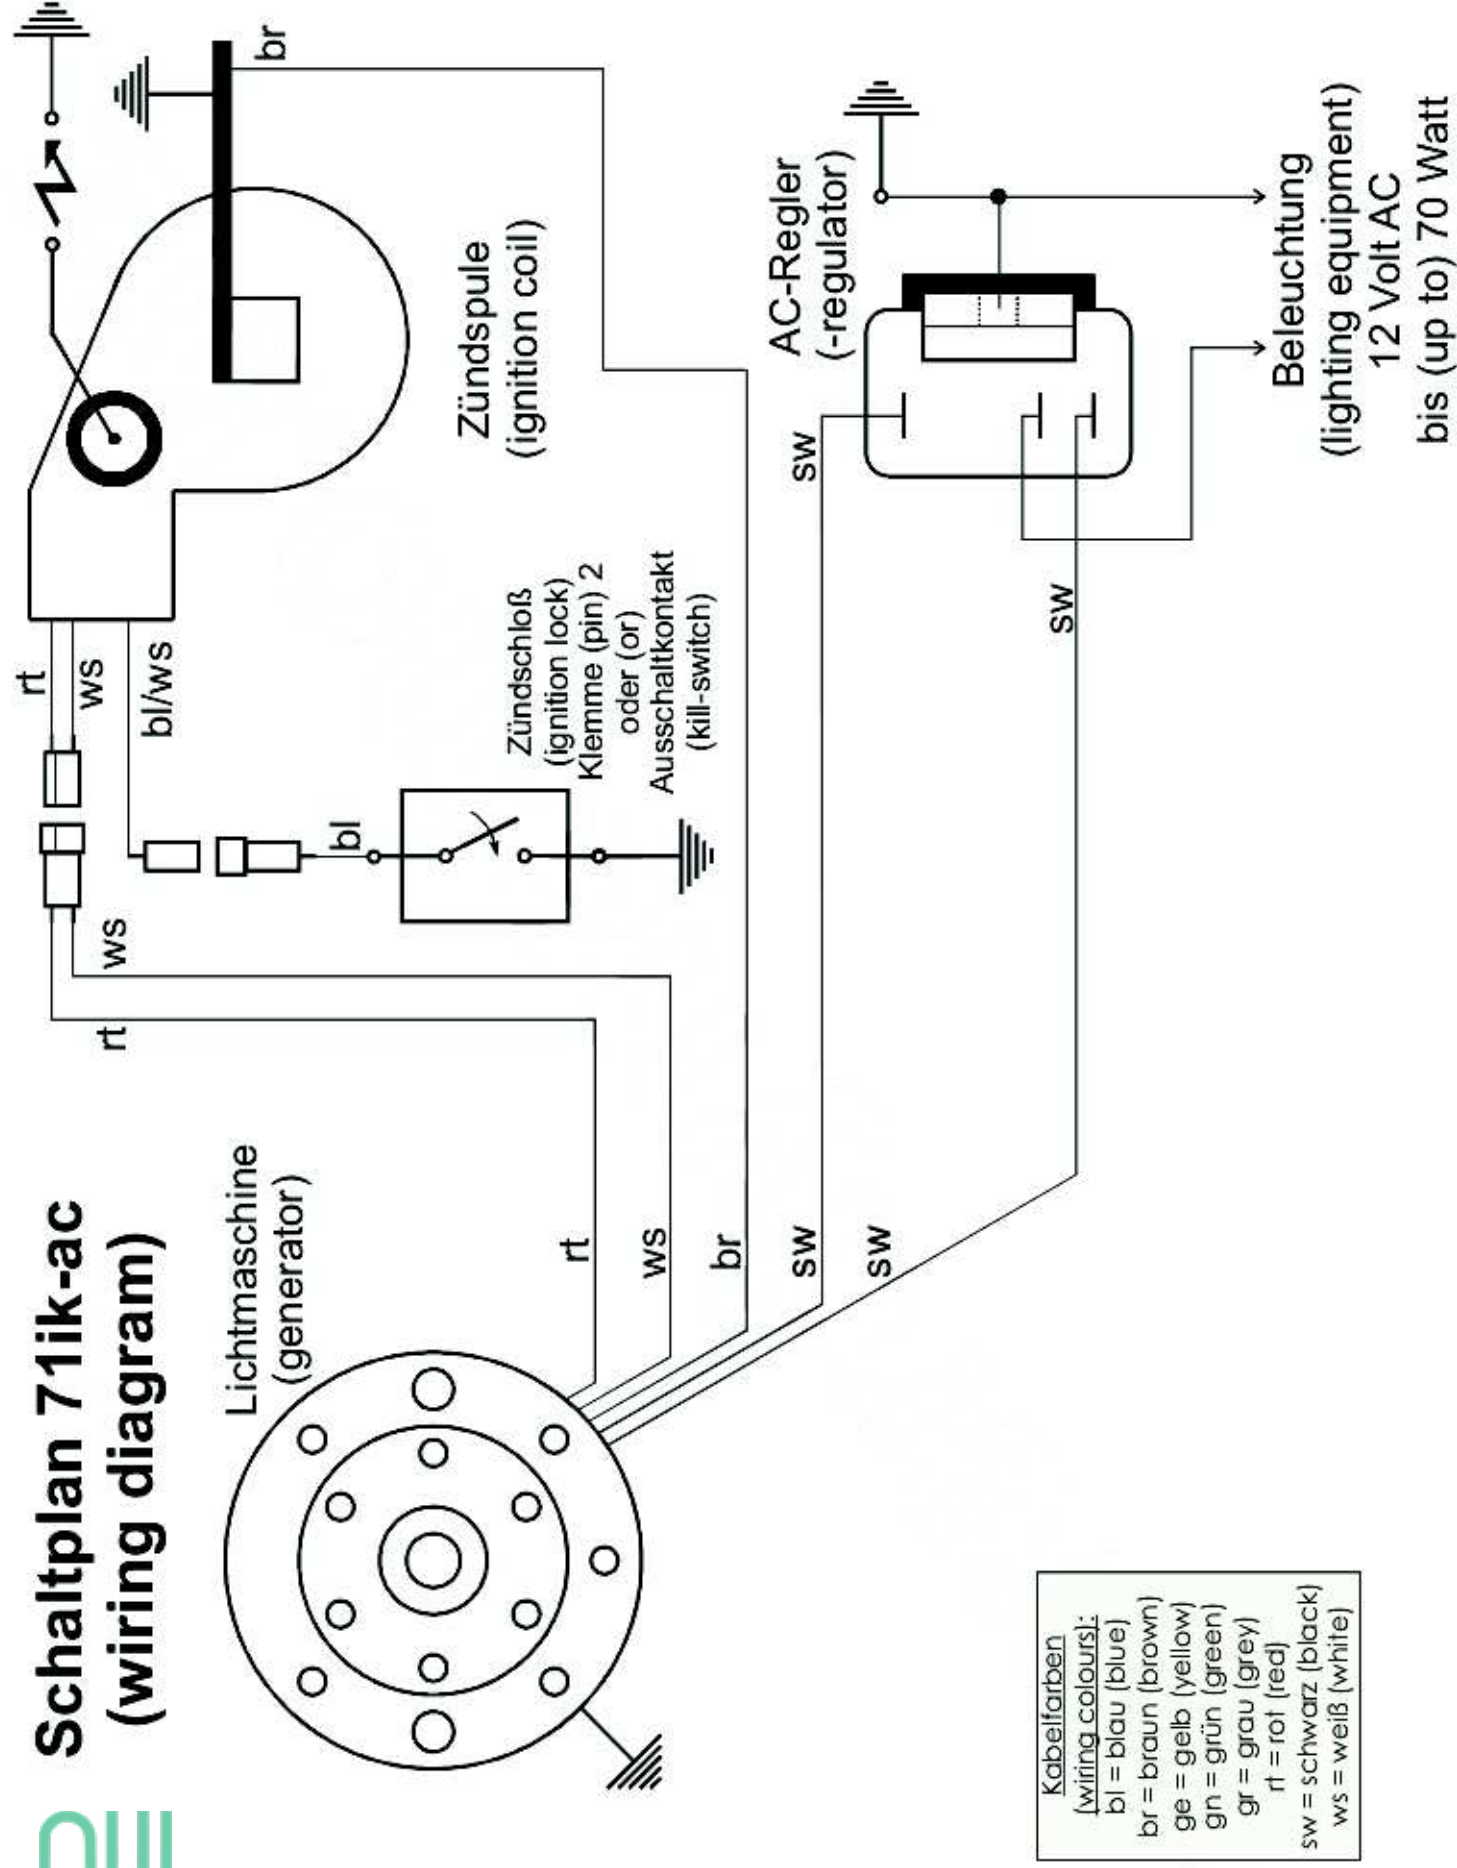 Schaltplan 71ik-ac
(wiring diagram)
Lichtmaschine
(generator)
rt
ws
br
sw
sw
rt
ws
rt
ws
bl/ws
bl
Zündschloß
(ignition lock)
Klemme (pin) 2
oder (or)
Ausschaltkontakt
(kill-switch)
br
Zündspule
(ignition coil)
sw
sw
AC-Regler
(-regulator)
Beleuchtung
(lighting equipment)
12 Volt AC
bis (up to) 70 Watt
Kabelfarben
(wiring colours):
bl = blau (blue)
br = braun (brown)
ge = gelb (yellow)
gn = grün (green)
gr = grau (grey)
rt = rot (red)
sw = schwarz (black)
ws = weiß (white)